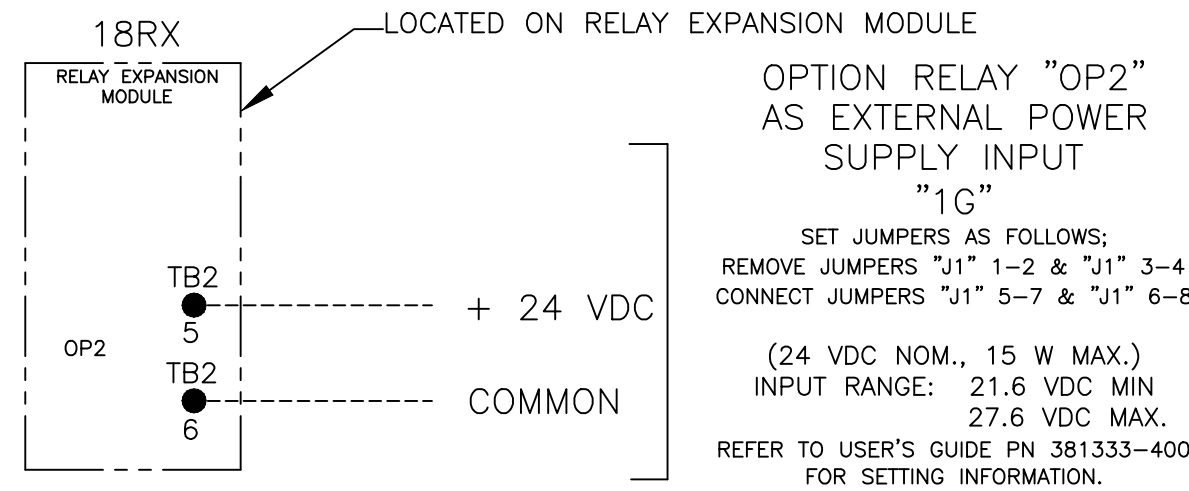 18RX
LOCATED ON RELAY EXPANSION MODULE
RELAY EXPANSION
MODULE
TB2
5
OP2
TB2
6
+ 24 VDC
COMMON
OPTION RELAY "OP2"
AS EXTERNAL POWER
SUPPLY INPUT
"1G"
SET JUMPERS AS FOLLOWS;
REMOVE JUMPERS "J1" 1-2 & "J1" 3-4
CONNECT JUMPERS "J1" 5-7 & "J1" 6-8
(24 VDC NOM., 15 W MAX.)
INPUT RANGE: 21.6 VDC MIN
27.6 VDC MAX.
REFER TO USER'S GUIDE PN 381333-400
FOR SETTING INFORMATION.